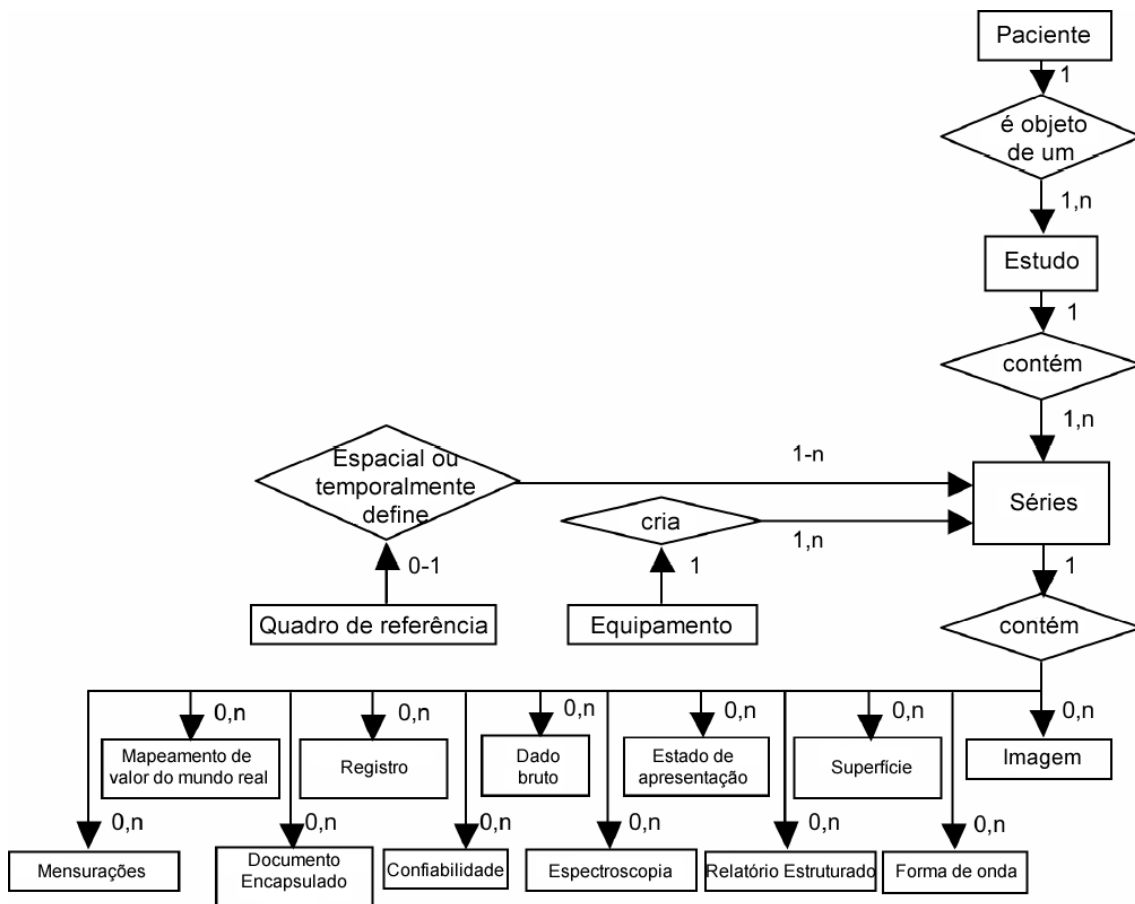 Paciente
1
é objeto
de um
1,n
Estudo
1
contém
1,n
Espacial ou
temporalmente
define
1-n
Séries
cria
1,n
0-1
1
1
Quadro de referência
Equipamento
contém
0,n
0,n
0,n
0,n
0,n
0,n
Mapeamento de
valor do mundo real
Registro
Dado
bruto
Estado de
apresentação
Superfície
Imagem
0,n
0,n
0,n
0,n
0,n
0,n
Mensurações
Documento
Encapsulado
Confiabilidade
Espectroscopia
Relatório Estruturado
Forma de onda